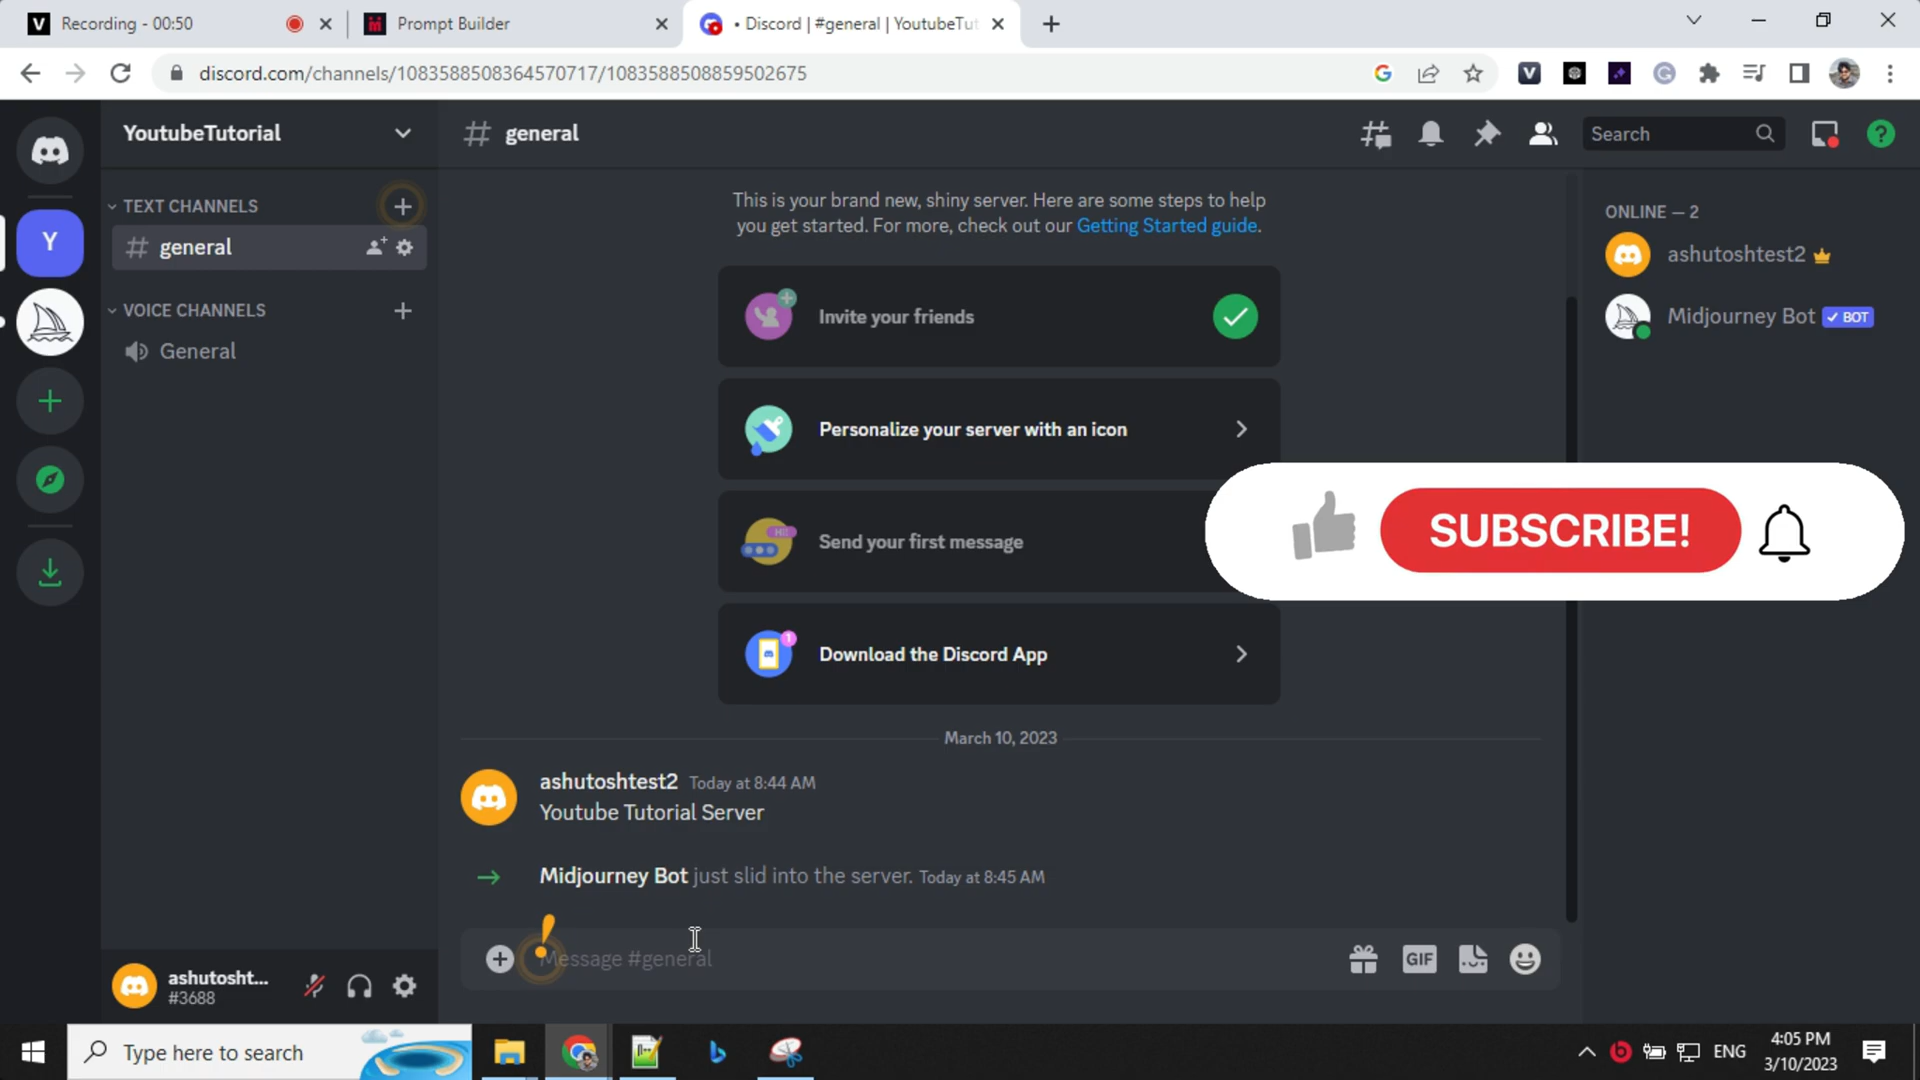 Recording - 00:50
Prompt Builder
• Discord | #general | YoutubeTut
discord.com/channels/1083588508364570717/1083588508859502675
YoutubeTutorial
general
Search
TEXT CHANNELS
general
VOICE CHANNELS
General
This is your brand new, shiny server. Here are some steps to help
you get started. For more, check out our Getting Started guide.
Invite your friends
Personalize your server with an icon
Send your first message
Download the Discord App
ONLINE — 2
ashutoshtest2
Midjourney Bot ✓ BOT
SUBSCRIBE!
March 10, 2023
ashutoshtest2 Today at 8:44 AM
Youtube Tutorial Server
Midjourney Bot just slid into the server. Today at 8:45 AM
Message #general
GIF
ashutosht...
#3688
Y
Type here to search
ENG
4:05 PM
3/10/2023